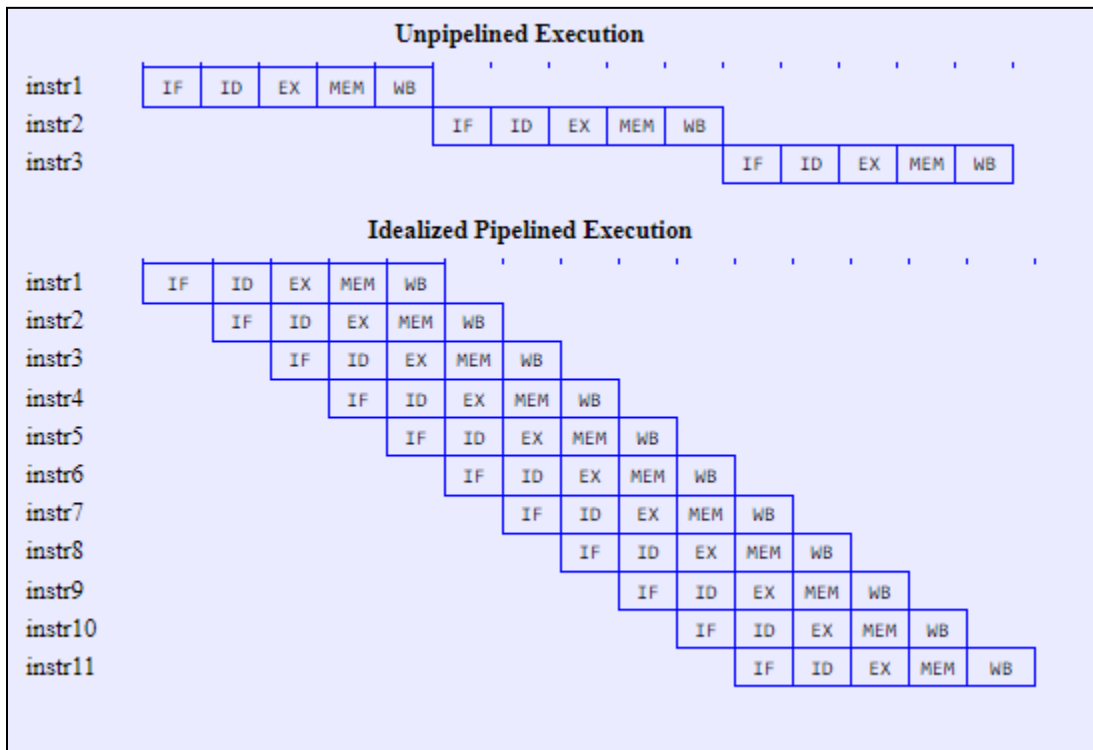 Unpipelined Execution
instr1 IF ID EX MEM WB
instr2 IF ID EX MEM WB
instr3 IF ID EX MEM WB
Idealized Pipelined Execution
instr1 IF ID EX MEM WB
instr2 IF ID EX MEM WB
instr3 IF ID EX MEM WB
instr4 IF ID EX MEM WB
instr5 IF ID EX MEM WB
instr6 IF ID EX MEM WB
instr7 IF ID EX MEM WB
instr8 IF ID EX MEM WB
instr9 IF ID EX MEM WB
instr10 IF ID EX MEM WB
instr11 IF ID EX MEM WB